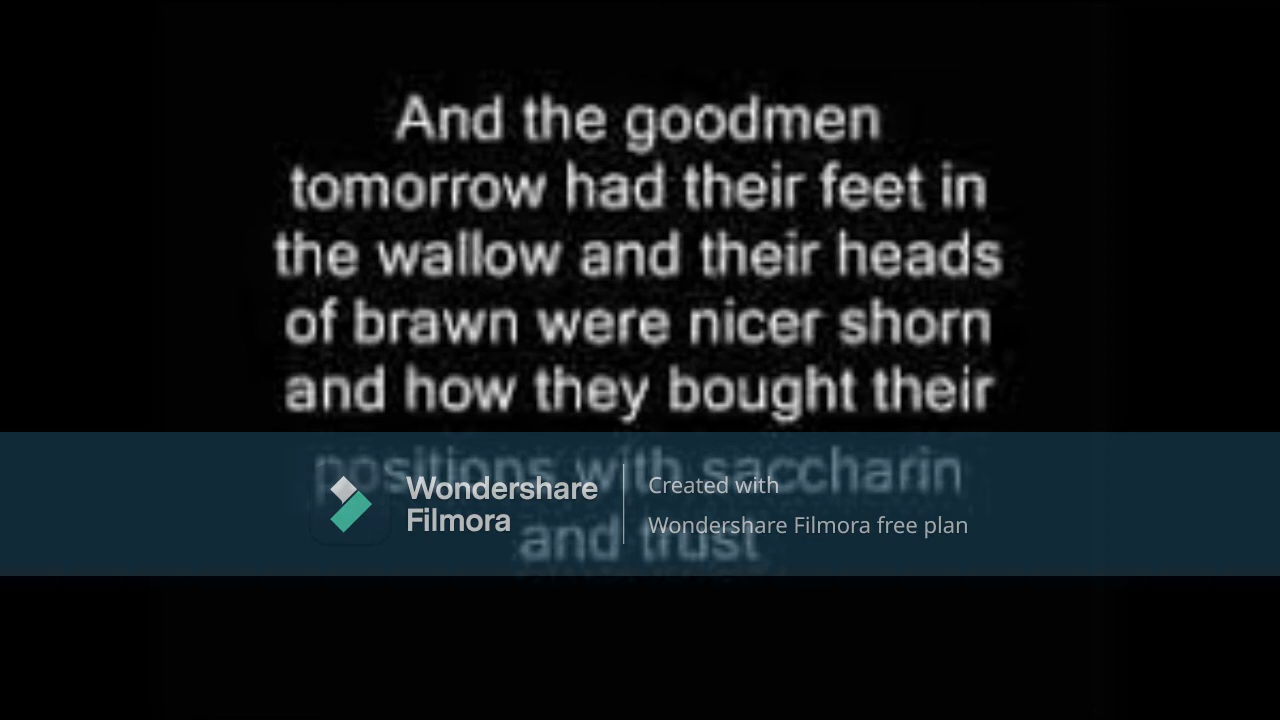 And the goodmen
tomorrow had their feet in
the wallow and their heads
of brawn were nicer shorn
and how they bought their
positions with saccharin
and trust
Wondershare
Filmora
Created with
Wondershare Filmora free plan